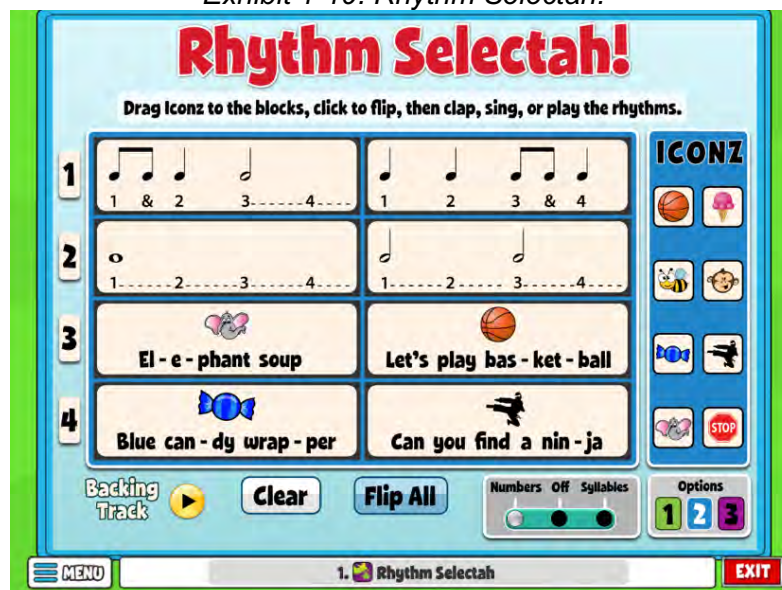 Exhibit 1-10: Rhythm Selectah!
Rhythm Selectah!
Drag Iconz to the blocks, click to flip, then clap, sing, or play the rhythms.
ICONZ
1
1 & 2 3------4----
1 2 3 & 4
2
1------2------3------4----
1------2------3------4----
3
El - e - phant soup
Let's play bas - ket - ball
4
Blue can - dy wrap - per
Can you find a nin - ja
STOP
Backing
Track
Clear
Flip All
Numbers Off Syllables
Options
1 2 3
MENU
1. Rhythm Selectah
EXIT